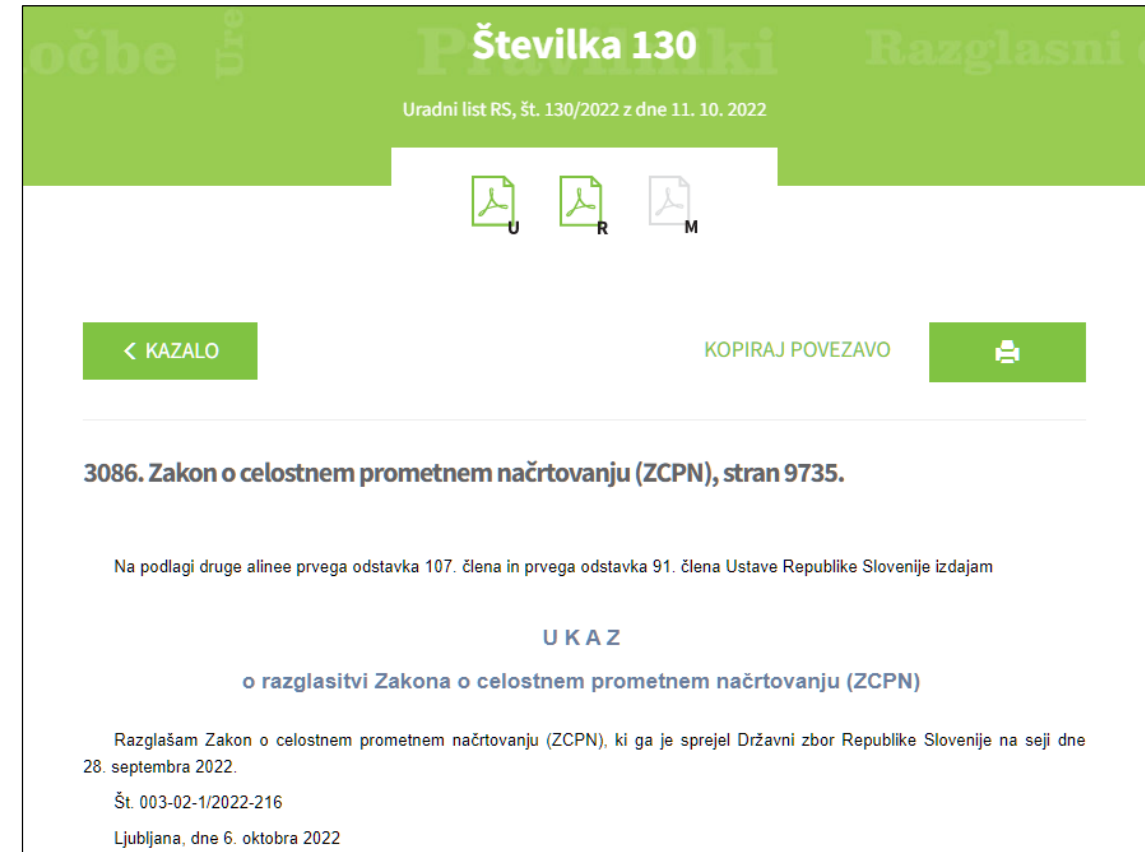 očbe Ure Pravilniki Razglasni
Številka 130
Uradni list RS, št. 130/2022 z dne 11. 10. 2022
U R M
< KAZALO KOPIRAJ POVEZAVO
3086. Zakon o celostnem prometnem načrtovanju (ZCPN), stran 9735.
Na podlagi druge alinee prvega odstavka 107. člena in prvega odstavka 91. člena Ustave Republike Slovenije izdajam
U K A Z
o razglasitvi Zakona o celostnem prometnem načrtovanju (ZCPN)
Razglašam Zakon o celostnem prometnem načrtovanju (ZCPN), ki ga je sprejel Državni zbor Republike Slovenije na seji dne
28. septembra 2022.
Št. 003-02-1/2022-216
Ljubljana, dne 6. oktobra 2022